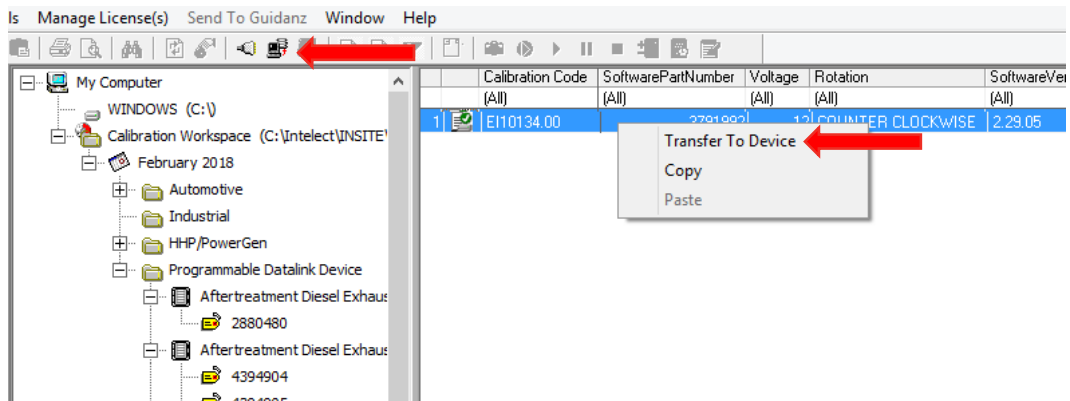 ls Manage License(s) Send To Guidanz Window Help
My Computer
WINDOWS (C:\)
Calibration Workspace (C:\Intelect\INSITE'
February 2018
Automotive
Industrial
HHP/PowerGen
Programmable Datalink Device
Aftertreatment Diesel Exhaus
2880480
Aftertreatment Diesel Exhaus
4394904
Calibration Code SoftwarePartNumber Voltage Rotation SoftwareVer
(All) (All) (All) (All) (All)
1 EI10134.00 2791992 12 COUNTER CLOCKWISE 2.29.05
Transfer To Device
Copy
Paste